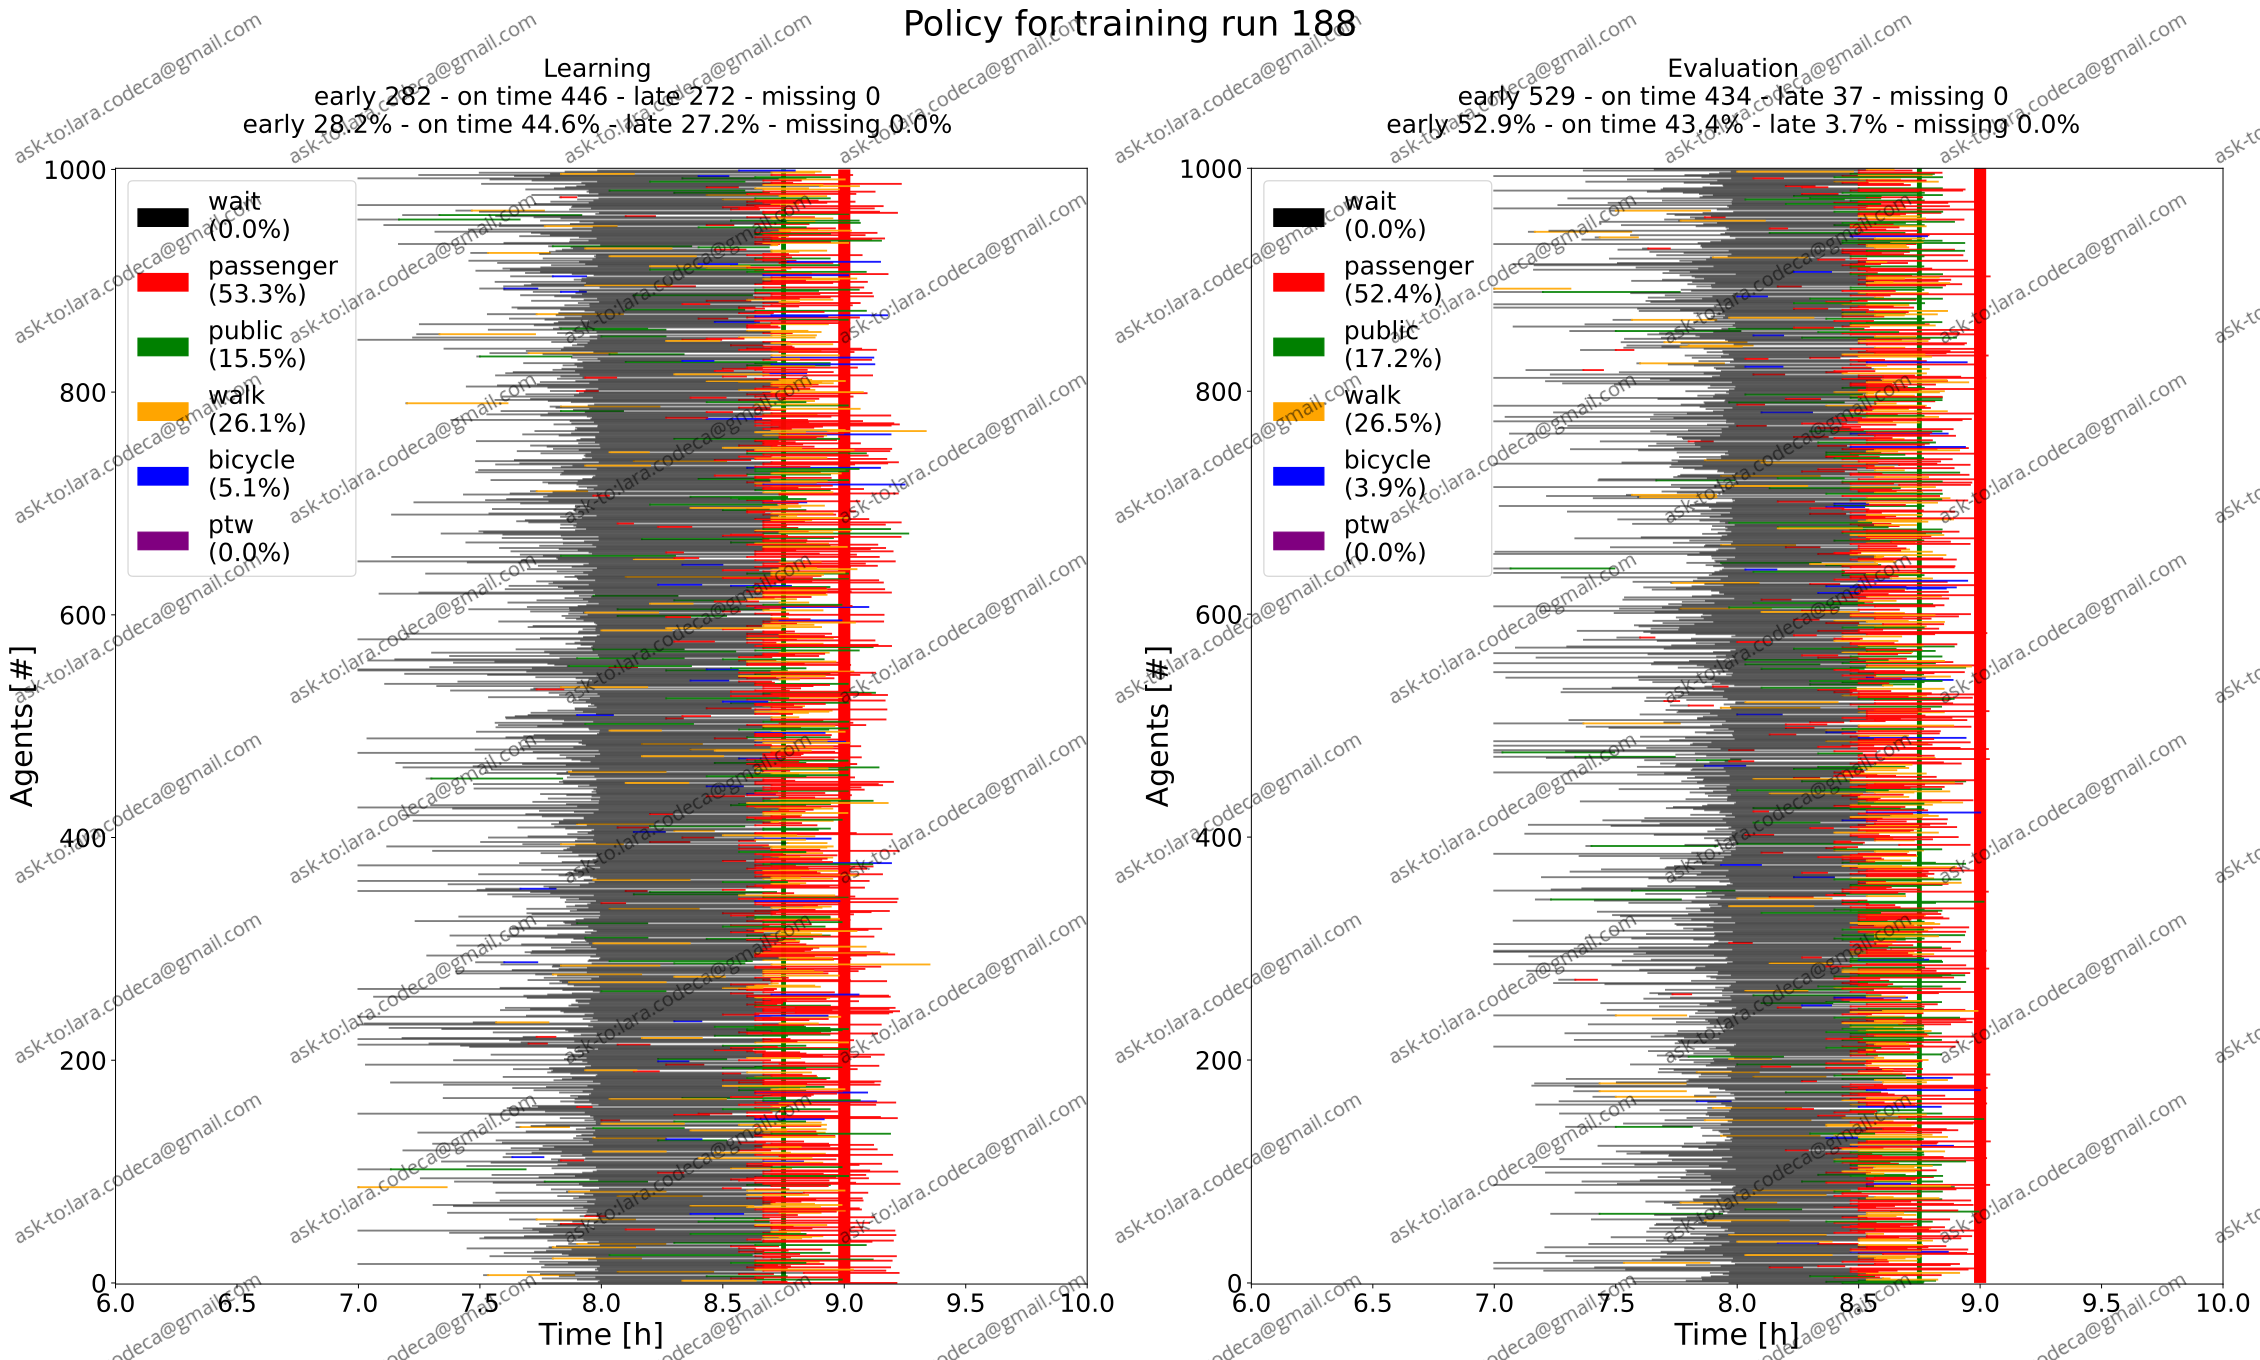 Policy for training run 188
Learning
early 282 - on time 446 - late 272 - missing 0
early 28.2% - on time 44.6% - late 27.2% - missing 0.0%
1000
800
600
400
200
0
Agents [#]
wait
(0.0%)
passenger
(53.3%)
public
(15.5%)
walk
(26.1%)
bicycle
(5.1%)
ptw
(0.0%)
6.0 6.5 7.0 7.5 8.0 8.5 9.0 9.5 10.0
Time [h]
Evaluation
early 529 - on time 434 - late 37 - missing 0
early 52.9% - on time 43.4% - late 3.7% - missing 0.0%
1000
800
600
400
200
0
Agents [#]
wait
(0.0%)
passenger
(52.4%)
public
(17.2%)
walk
(26.5%)
bicycle
(3.9%)
ptw
(0.0%)
6.0 6.5 7.0 7.5 8.0 8.5 9.0 9.5 10.0
Time [h]
ask-to:lara.codeca@gmail.com